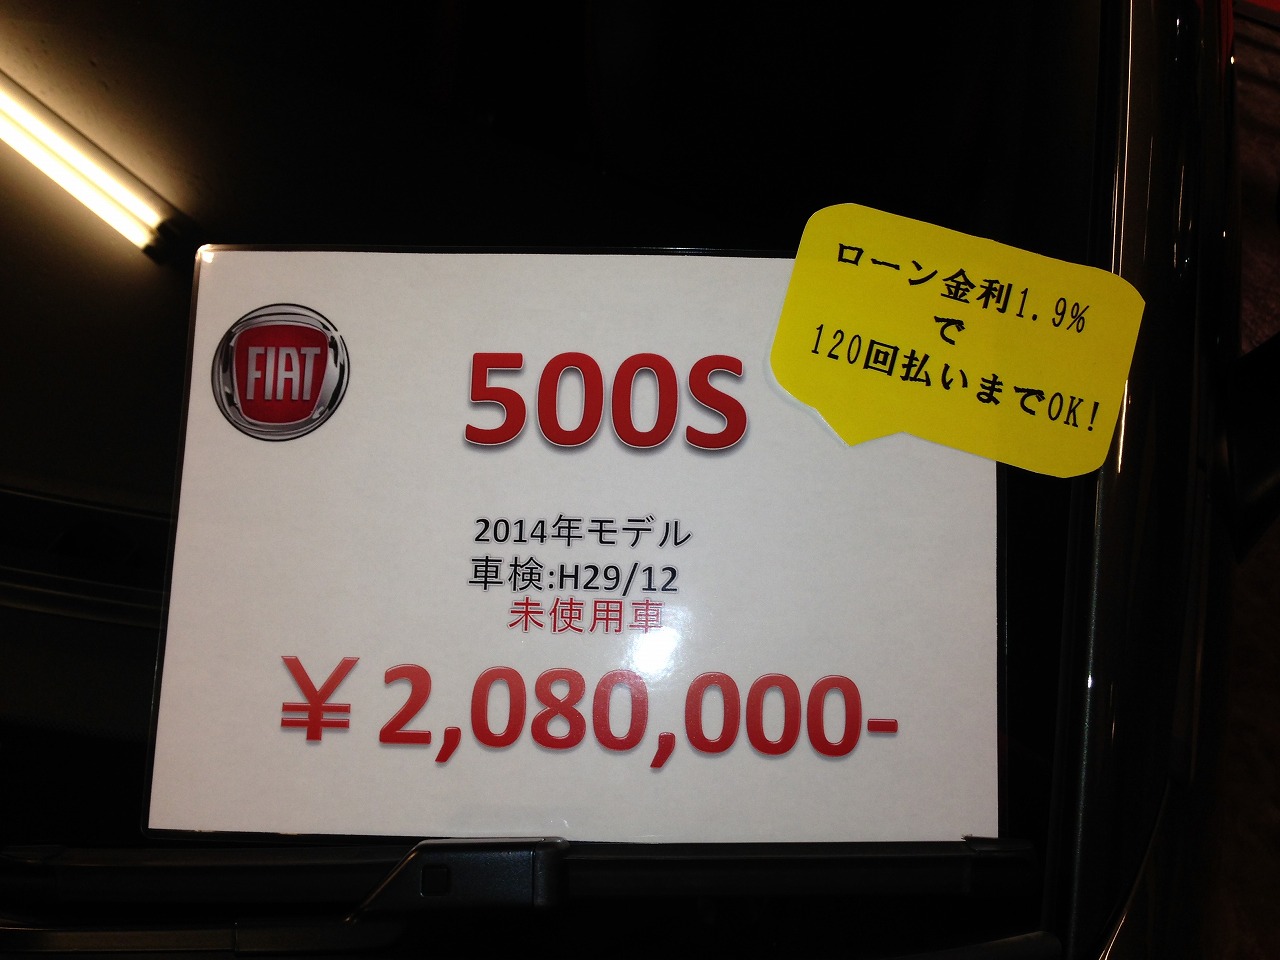 FIAT
500S
ローン金利1.9%
で
120回払いまでOK!
2014年モデル
車検:H29/12
未使用車
￥2,080,000-